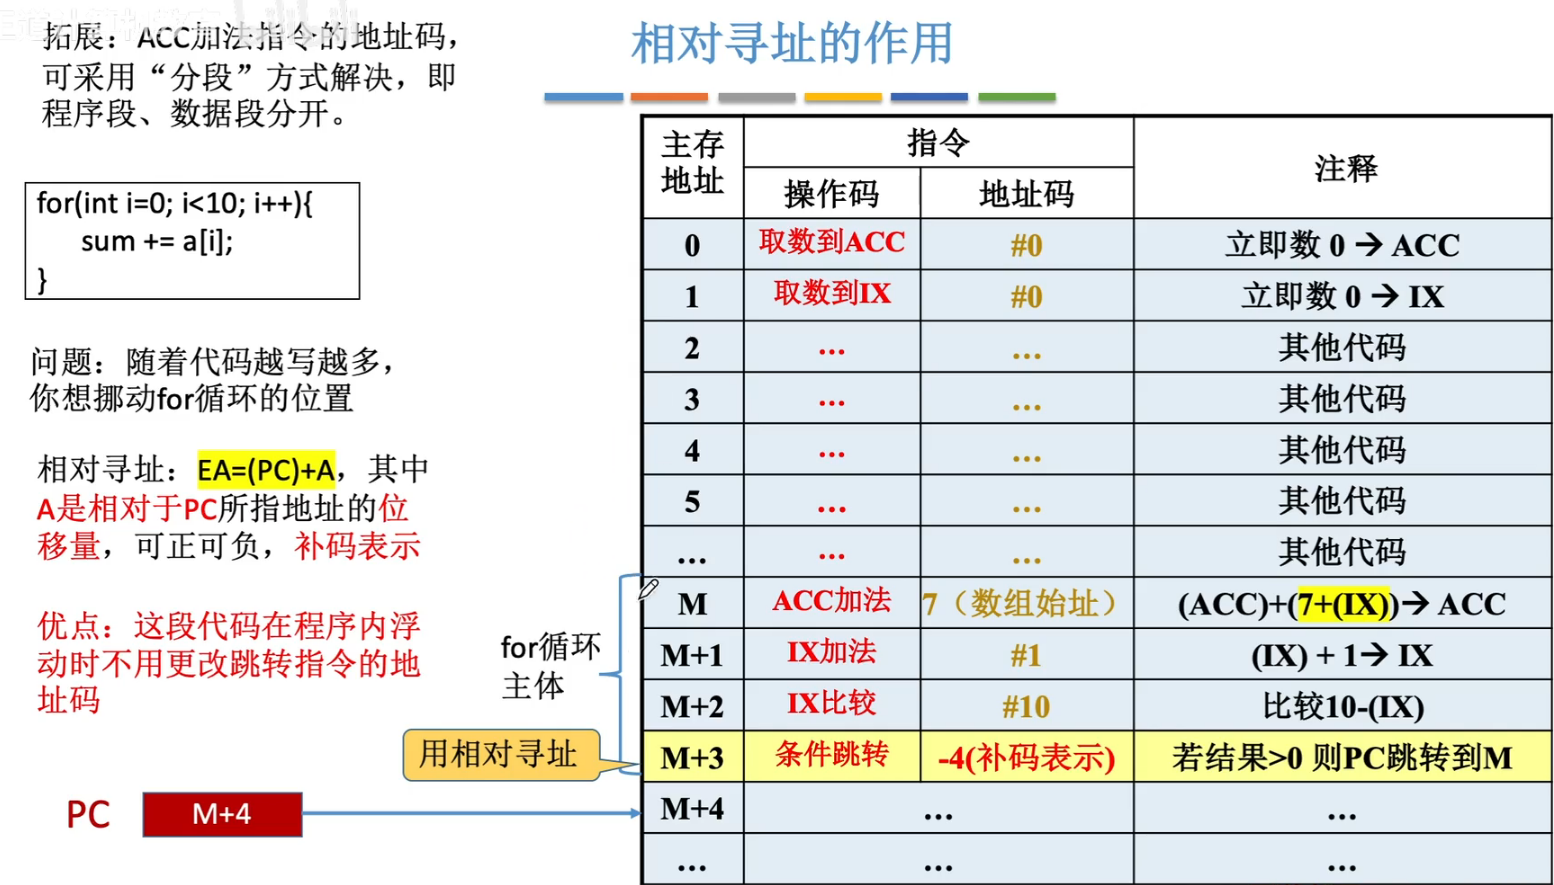 拓展：ACC加法指令的地址码，
可采用“分段”方式解决，即
程序段、数据段分开。
相对寻址的作用
for(int i=0; i<10; i++){
sum += a[i];
}
问题：随着代码越写越多，
你想挪动for循环的位置
相对寻址：EA=(PC)+A，其中
A是相对于PC所指地址的位
移量，可正可负，补码表示
优点：这段代码在程序内浮
动时不用更改跳转指令的地
址码
for循环
主体
用相对寻址
PC M+4
主存
地址
指令
注释
操作码 地址码
0 取数到ACC #0 立即数 0 → ACC
1 取数到IX #0 立即数 0 → IX
2 … … 其他代码
3 … … 其他代码
4 … … 其他代码
5 … … 其他代码
… … … 其他代码
M ACC加法 7（数组始址） (ACC)+(7+(IX))→ ACC
M+1 IX加法 #1 (IX) + 1→ IX
M+2 IX比较 #10 比较10-(IX)
M+3 条件跳转 -4(补码表示) 若结果>0 则PC跳转到M
M+4 … …
… … …